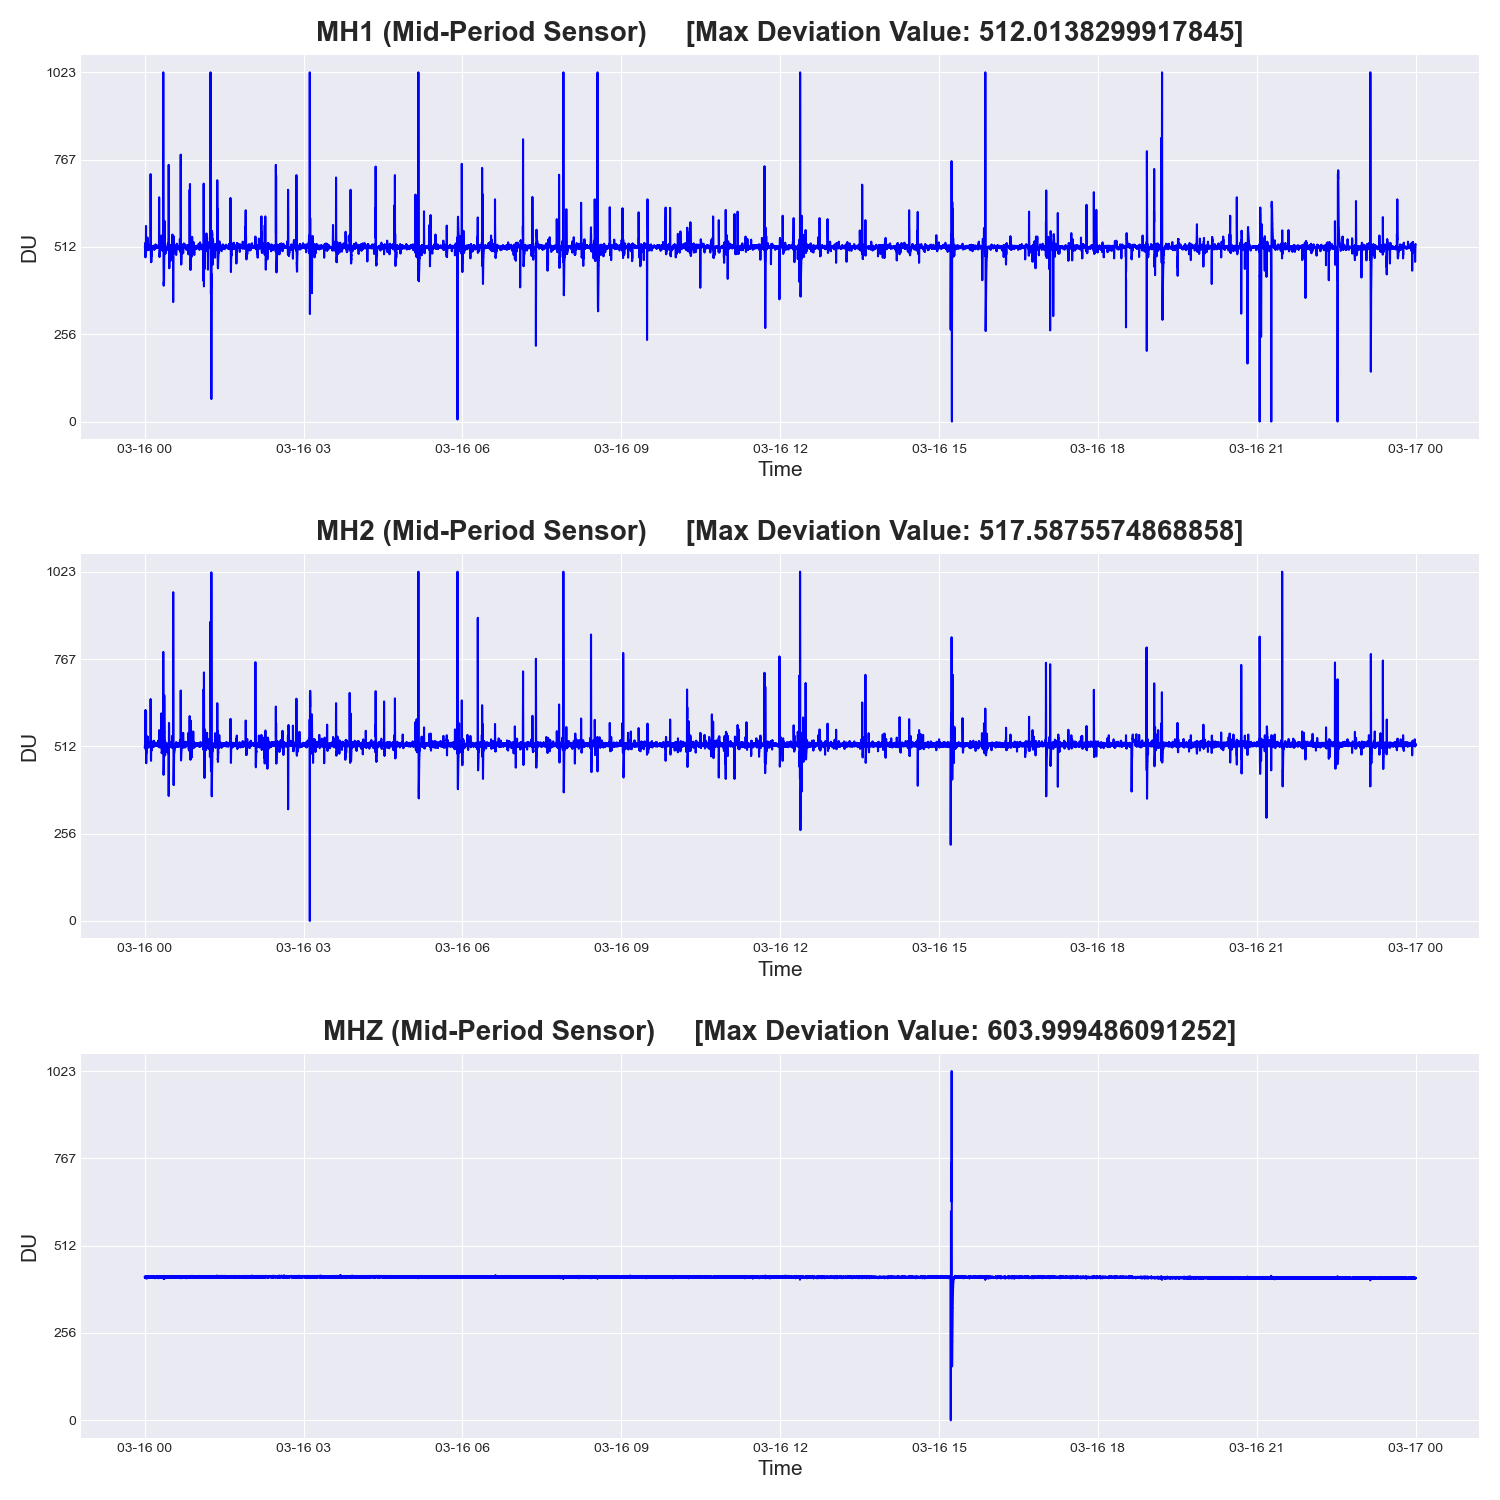 MH1 (Mid-Period Sensor) [Max Deviation Value: 512.0138299917845]
1023
767
512
256
0
DU
03-16 00 03-16 03 03-16 06 03-16 09 03-16 12 03-16 15 03-16 18 03-16 21 03-17 00
Time
MH2 (Mid-Period Sensor) [Max Deviation Value: 517.5875574868858]
1023
767
512
256
0
DU
03-16 00 03-16 03 03-16 06 03-16 09 03-16 12 03-16 15 03-16 18 03-16 21 03-17 00
Time
MHZ (Mid-Period Sensor) [Max Deviation Value: 603.999486091252]
1023
767
512
256
0
DU
03-16 00 03-16 03 03-16 06 03-16 09 03-16 12 03-16 15 03-16 18 03-16 21 03-17 00
Time